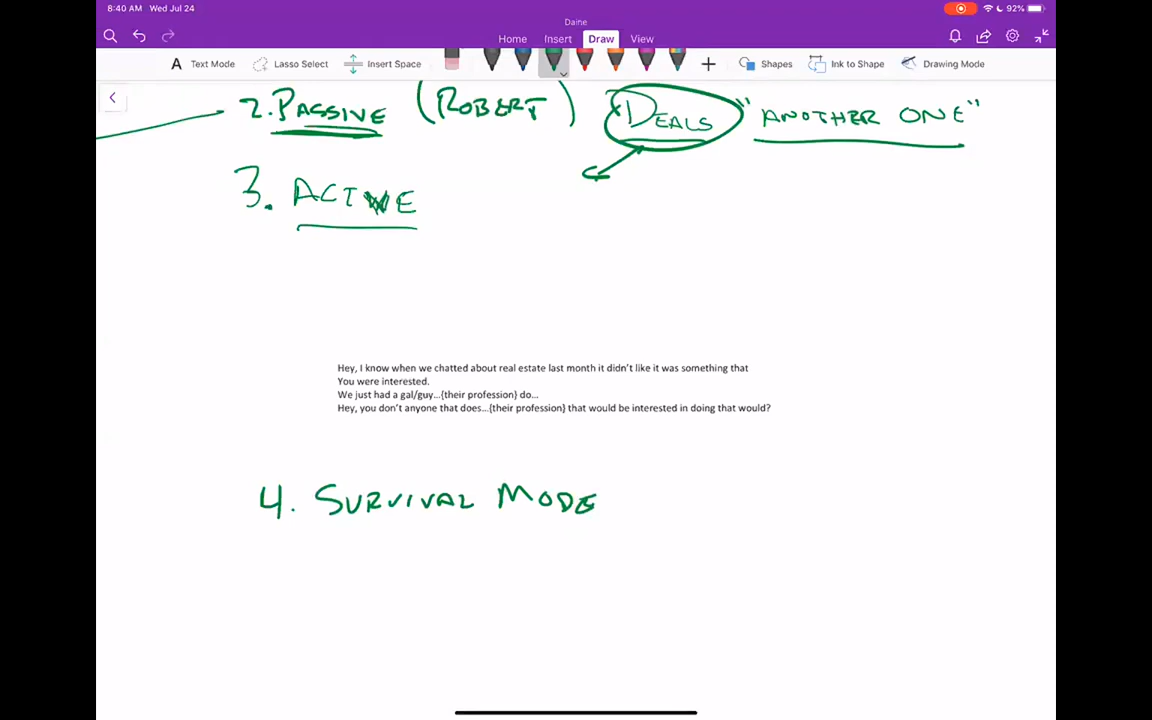 8:40 AM Wed Jul 24
92%
Daine
Home Insert Draw View
Text Mode Lasso Select Insert Space Shapes Ink to Shape Drawing Mode
2. PASSIVE (ROBERT) DEALS "ANOTHER ONE"
3. ACTIVE
Hey, I know when we chatted about real estate last month it didn't like it was something that
You were interested.
We just had a gal/guy...{their profession} do...
Hey, you don't anyone that does...{their profession} that would be interested in doing that would?
4. SURVIVAL MODE